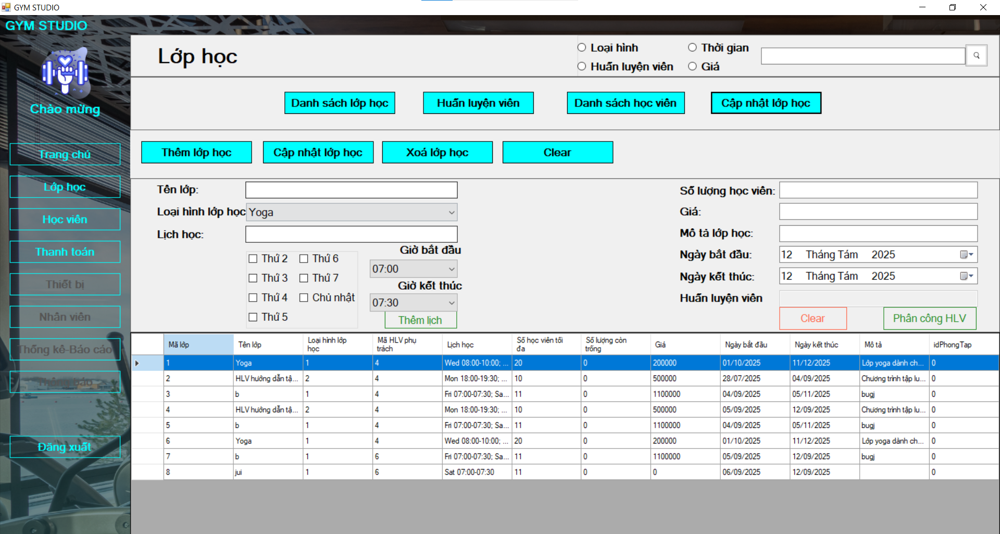 GYM STUDIO
GYM STUDIO
Chào mừng
Trang chủ
Lớp học
Học viên
Thanh toán
Thiết bị
Nhân viên
Thống kê-Báo cáo
Thông báo
Đăng xuất
Lớp học
Loại hình
Thời gian
Huấn luyện viên
Giá
Danh sách lớp học
Huấn luyện viên
Danh sách học viên
Cập nhật lớp học
Thêm lớp học
Cập nhật lớp học
Xoá lớp học
Clear
Tên lớp:
Loại hình lớp học Yoga
Lịch học:
Thứ 2
Thứ 6
Thứ 3
Thứ 7
Thứ 4
Chủ nhật
Thứ 5
Giờ bắt đầu
07:00
Giờ kết thúc
07:30
Thêm lịch
Số lượng học viên:
Giá:
Mô tả lớp học:
Ngày bắt đầu: 12 Tháng Tám 2025
Ngày kết thúc: 12 Tháng Tám 2025
Huấn luyện viên
Clear
Phân công HLV
Mã lớp
Tên lớp
Loại hình lớp
học
Mã HLV phụ
trách
Lịch học
Số học viên tối
đa
Số lượng còn
trống
Giá
Ngày bắt đầu
Ngày kết thúc
Mô tả
idPhongTap
1 Yoga 1 4 Wed 08:00-10:00; ... 20 0 200000 01/10/2025 11/12/2025 Lớp yoga dành ch... 0
2 HLV hướng dẫn tậ... 2 4 Mon 18:00-19:30; ... 10 0 500000 28/07/2025 04/09/2025 Chương trình tập lu... 0
3 b 1 4 Fri 07:00-07:30; Sa... 11 0 1100000 04/09/2025 05/11/2025 bugj 0
4 HLV hướng dẫn tậ... 2 4 Mon 18:00-19:30; ... 10 0 500000 05/09/2025 12/09/2025 Chương trình tập lu... 0
5 b 1 4 Fri 07:00-07:30; Sa... 11 0 1100000 04/09/2025 05/11/2025 bugj 0
6 Yoga 1 4 Wed 08:00-10:00; ... 20 0 200000 01/10/2025 11/12/2025 Lớp yoga dành ch... 0
7 b 1 6 Fri 07:00-07:30; Sa... 11 0 1100000 05/09/2025 12/09/2025 bugj 0
8 jui 1 6 Sat 07:00-07:30 11 0 0 06/09/2025 12/09/2025 0